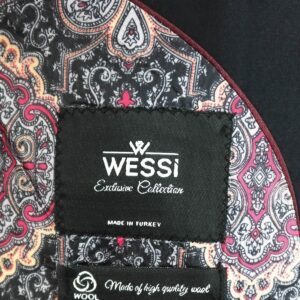 WESSi
Exclusive Collection
MADE IN TURKEY
WOOL
Made of high quality wool